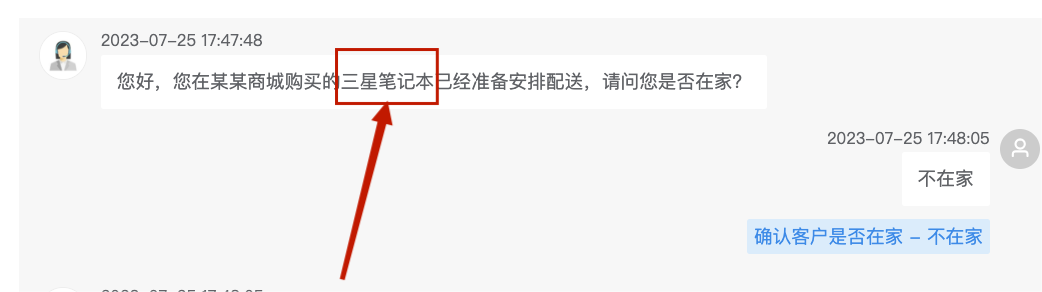 2023-07-25 17:47:48
您好，您在某某商城购买的三星笔记本已经准备安排配送，请问您是否在家？
2023-07-25 17:48:05
不在家
确认客户是否在家 - 不在家